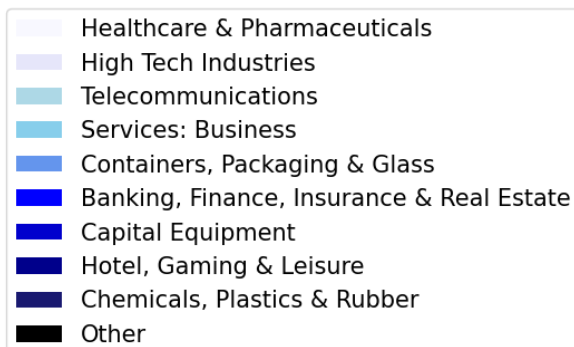 Healthcare & Pharmaceuticals
High Tech Industries
Telecommunications
Services: Business
Containers, Packaging & Glass
Banking, Finance, Insurance & Real Estate
Capital Equipment
Hotel, Gaming & Leisure
Chemicals, Plastics & Rubber
Other